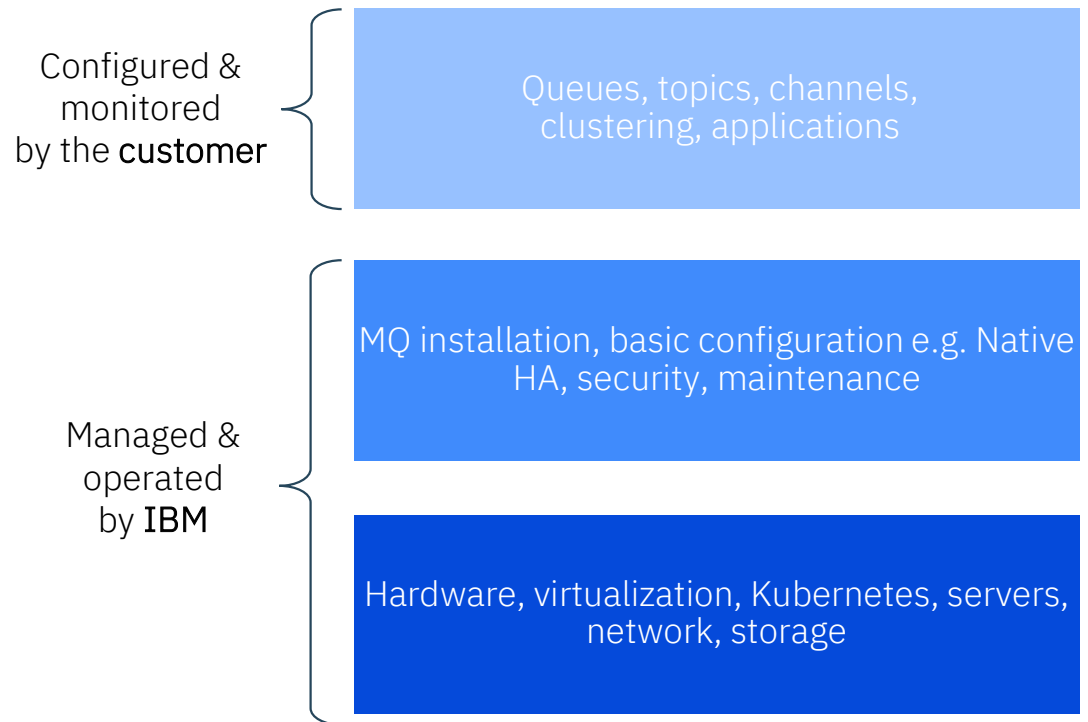 Configured &
monitored
by the customer
Queues, topics, channels,
clustering, applications
MQ installation, basic configuration e.g. Native
HA, security, maintenance
Managed &
operated
by IBM
Hardware, virtualization, Kubernetes, servers,
network, storage